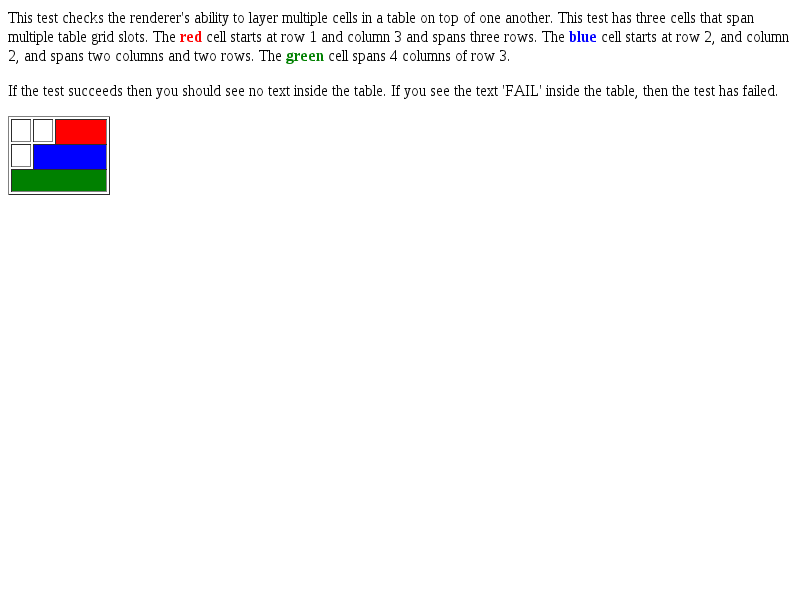 This test checks the renderer's ability to layer multiple cells in a table on top of one another. This test has three cells that span
multiple table grid slots. The red cell starts at row 1 and column 3 and spans three rows. The blue cell starts at row 2, and column
2, and spans two columns and two rows. The green cell spans 4 columns of row 3.
If the test succeeds then you should see no text inside the table. If you see the text 'FAIL' inside the table, then the test has failed.